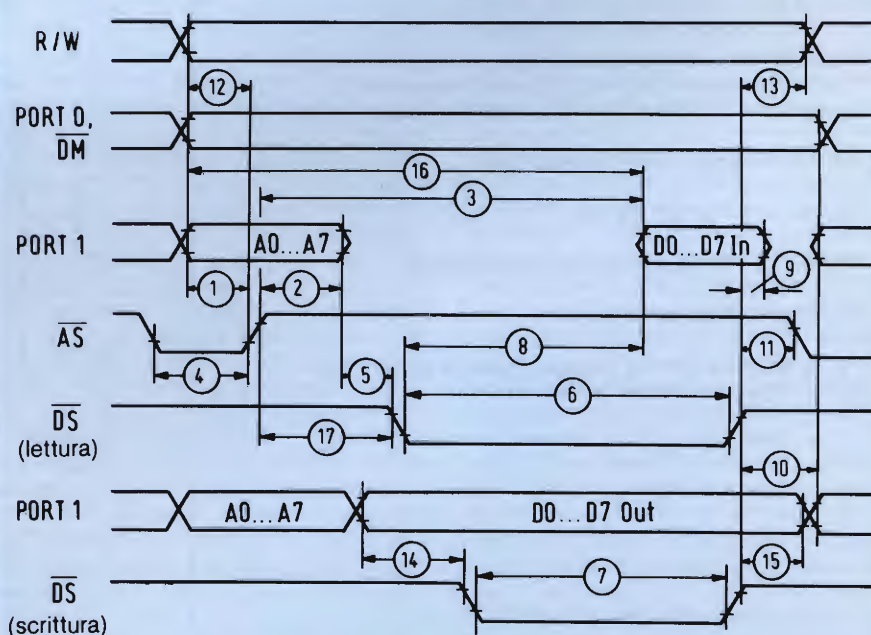 R/W
12
13
PORT 0,
DM
16
3
PORT 1
A0...A7
D0...D7 In
9
1
2
AS
8
11
4
5
6
DS
(lettura)
17
10
PORT 1
A0...A7
D0...D7 Out
14
7
15
DS
(scrittura)